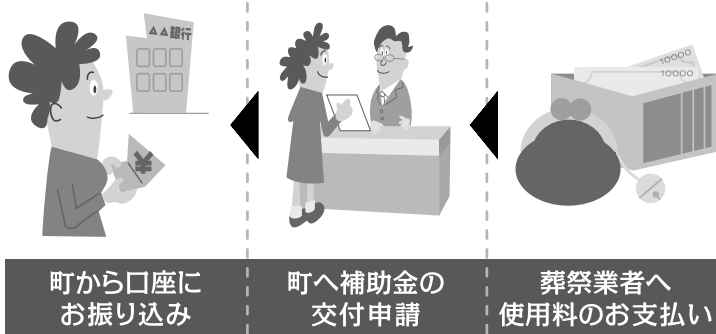 10000
10000
葬祭業者へ
使用料のお支払い
町へ補助金の
交付申請
△△銀行
¥
町から口座に
お振り込み